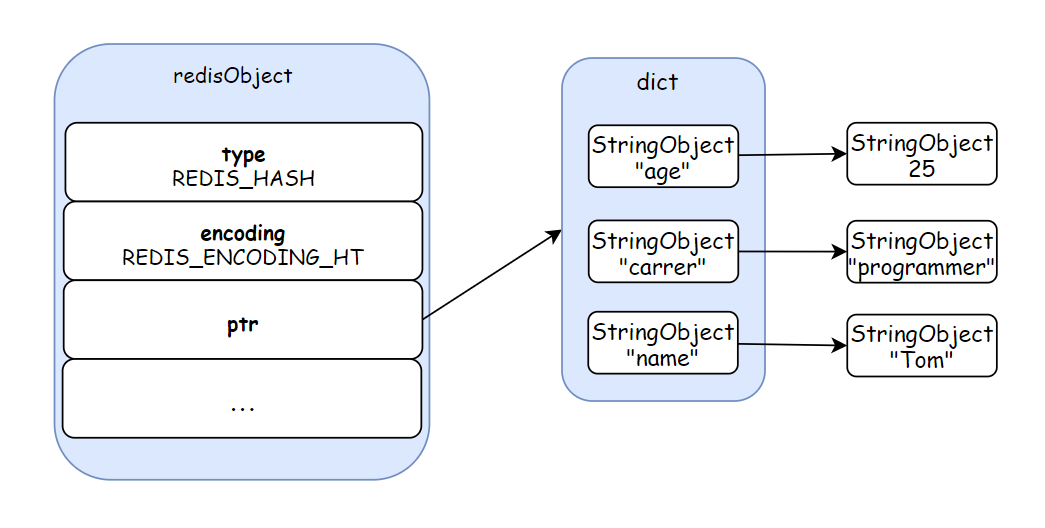 redisObject
type
REDIS_HASH
encoding
REDIS_ENCODING_HT
ptr
...
dict
StringObject
"age"
StringObject
25
StringObject
"carrer"
StringObject
"programmer"
StringObject
"name"
StringObject
"Tom"